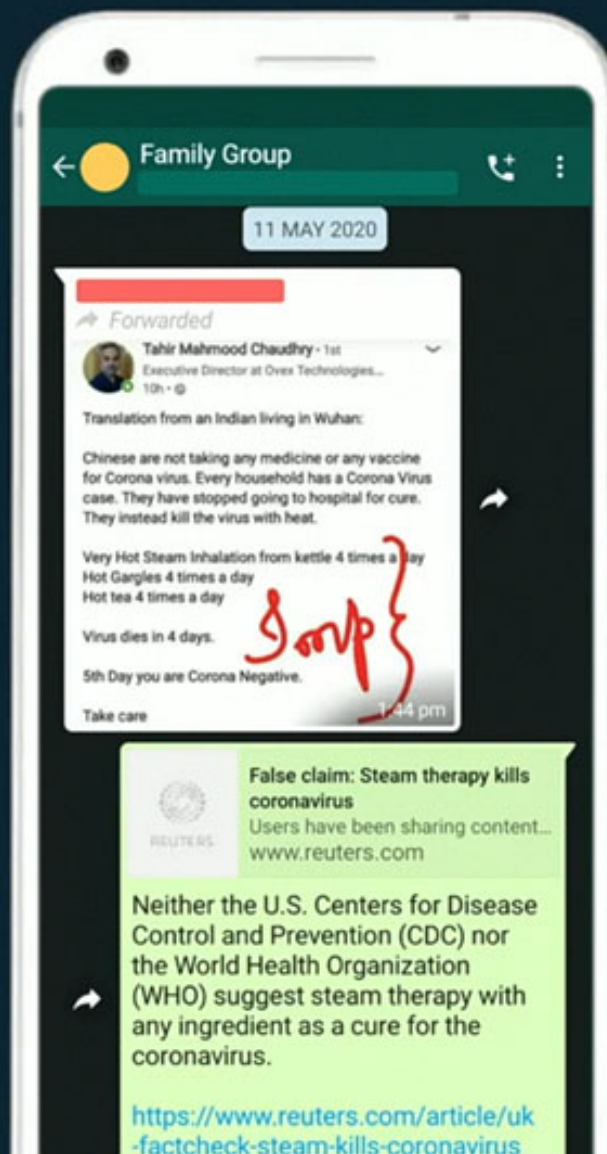 Family Group
11 MAY 2020
Forwarded
Tahir Mahmood Chaudhry · 1st
Executive Director at Ovex Technologies...
10h ·
Translation from an Indian living in Wuhan:
Chinese are not taking any medicine or any vaccine
for Corona virus. Every household has a Corona Virus
case. They have stopped going to hospital for cure.
They instead kill the virus with heat.
Very Hot Steam Inhalation from kettle 4 times a day
Hot Gargles 4 times a day
Hot tea 4 times a day
Virus dies in 4 days.
5th Day you are Corona Negative.
Take care
1:44 pm
False claim: Steam therapy kills
coronavirus
Users have been sharing content...
www.reuters.com
REUTERS
Neither the U.S. Centers for Disease
Control and Prevention (CDC) nor
the World Health Organization
(WHO) suggest steam therapy with
any ingredient as a cure for the
coronavirus.
https://www.reuters.com/article/uk
-factcheck-steam-kills-coronavirus